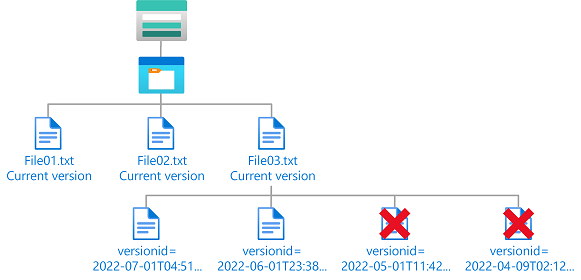 File01.txt
Current version
File02.txt
Current version
File03.txt
Current version
versionid=
2022-07-01T04:51...
versionid=
2022-06-01T23:38...
versionid=
2022-05-01T11:42...
versionid=
2022-04-09T02:12...